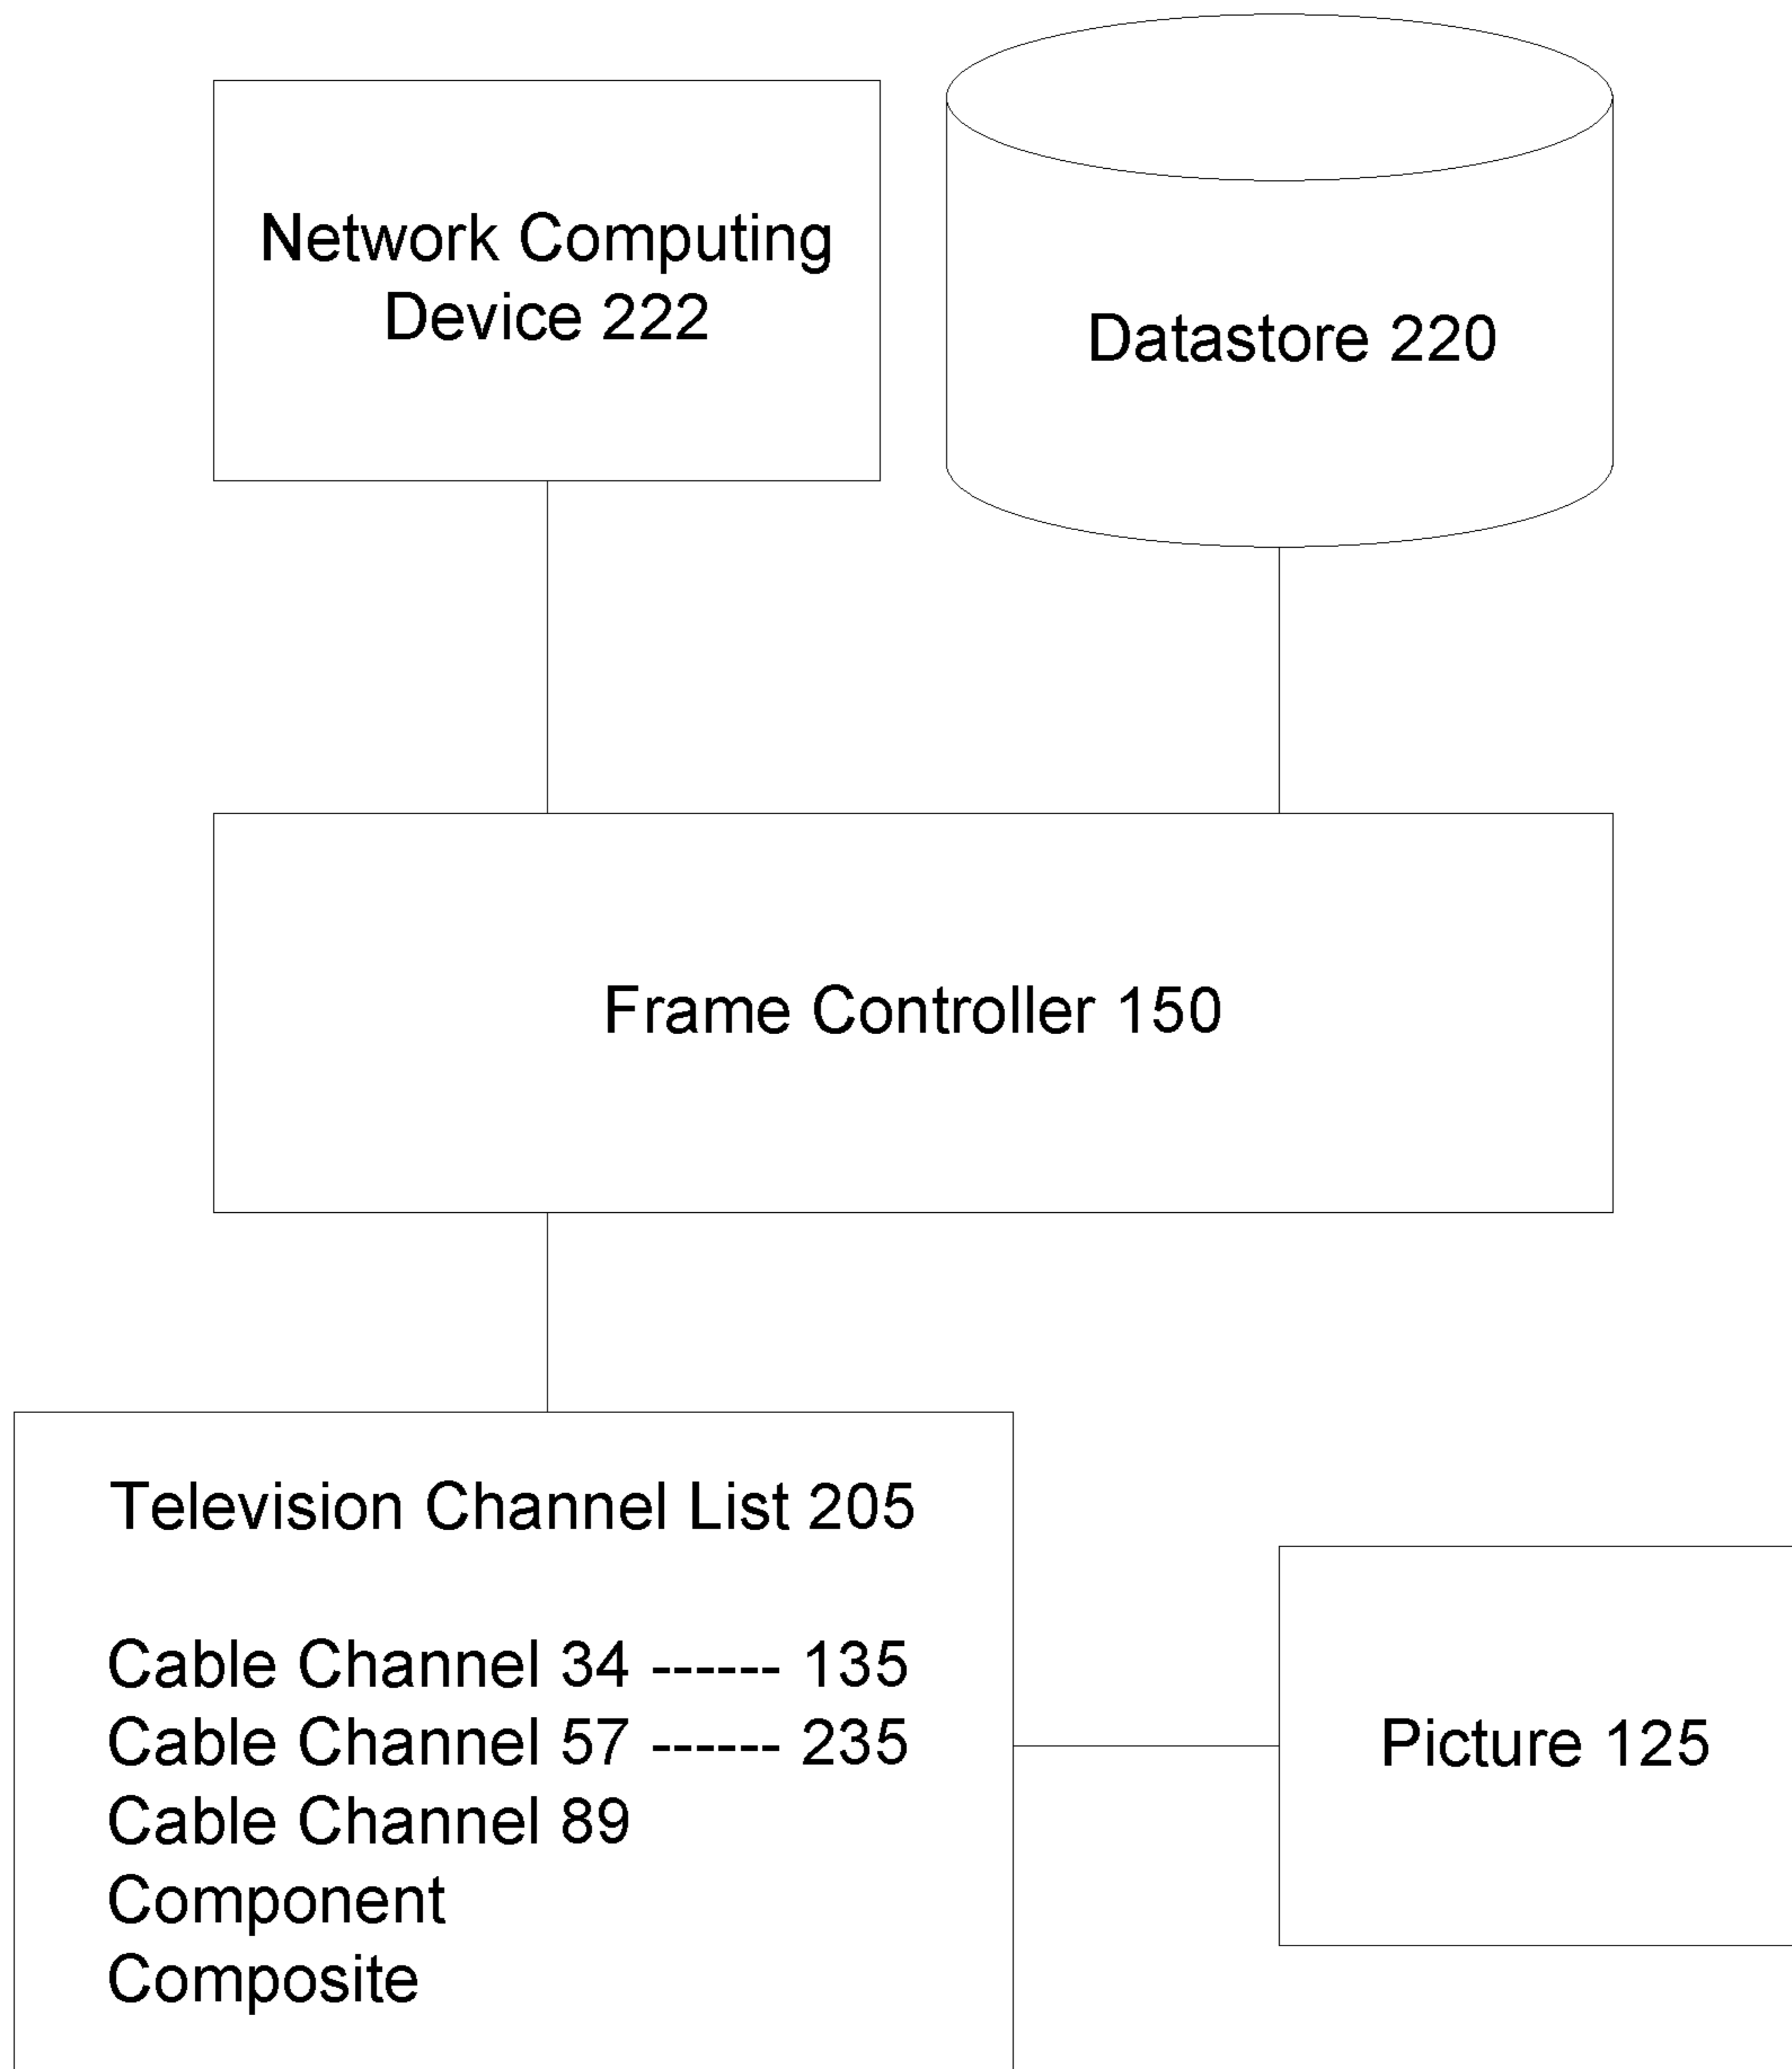 Network Computing
Device 222
Datastore 220
Frame Controller 150
Television Channel List 205
Cable Channel 34 ------ 135
Cable Channel 57 ------ 235
Cable Channel 89
Component
Composite
Picture 125